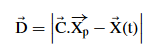 D⃗ = |C⃗.X⃗ₚ − X⃗(t)|